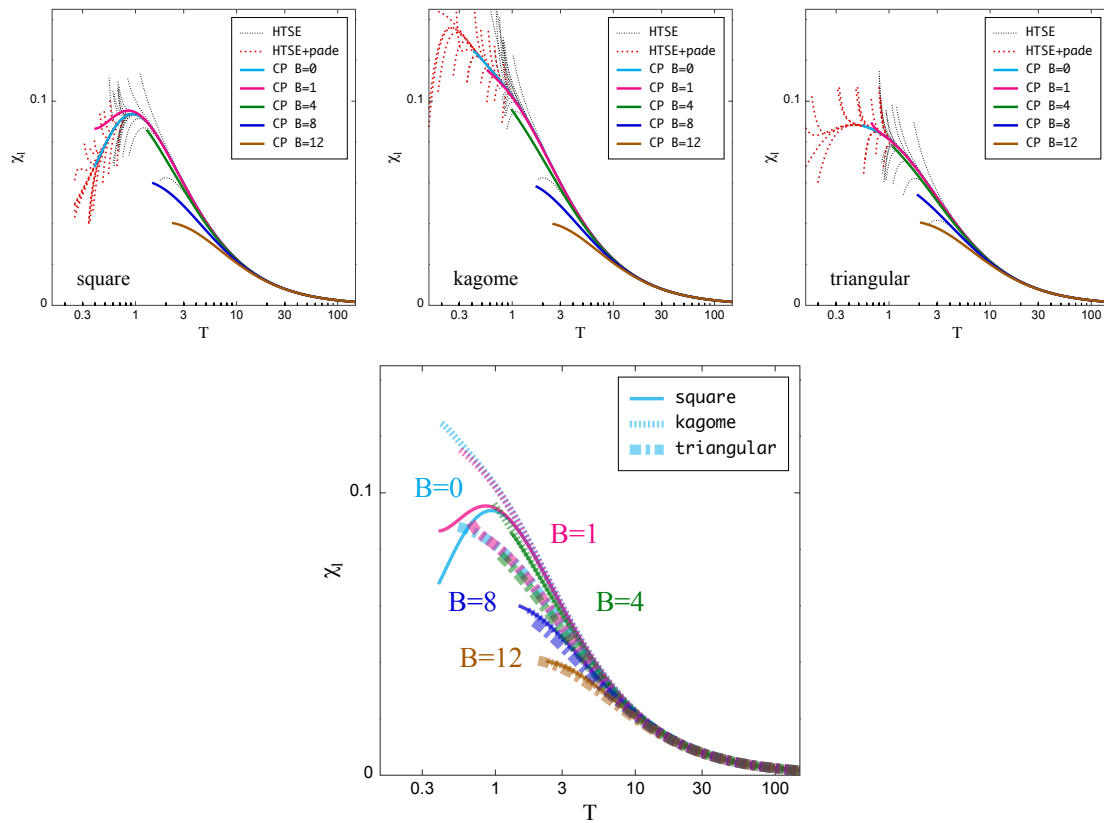 HTSE
HTSE+pade
CP B=0
CP B=1
CP B=4
CP B=8
CP B=12
0.1
χl
0
square
0.3 1 3 10 30 100
T
HTSE
HTSE+pade
CP B=0
CP B=1
CP B=4
CP B=8
CP B=12
0.1
χl
0
kagome
0.3 1 3 10 30 100
T
HTSE
HTSE+pade
CP B=0
CP B=1
CP B=4
CP B=8
CP B=12
0.1
χl
0
triangular
0.3 1 3 10 30 100
T
square
kagome
triangular
0.1
B=0
B=1
χl
B=8
B=4
B=12
0
0.3 1 3 10 30 100
T